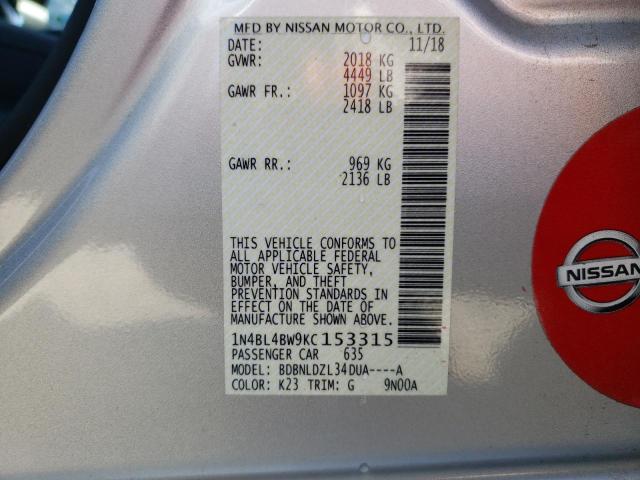 MFD BY NISSAN MOTOR CO., LTD.
DATE: 11/18
GVWR: 2018 KG
4449 LB
GAWR FR.: 1097 KG
2418 LB
GAWR RR.: 969 KG
2136 LB
THIS VEHICLE CONFORMS TO
ALL APPLICABLE FEDERAL
MOTOR VEHICLE SAFETY,
BUMPER, AND THEFT
PREVENTION STANDARDS IN
EFFECT ON THE DATE OF
MANUFACTURE SHOWN ABOVE.
1N4BL4BW9KC153315
PASSENGER CAR 635
MODEL: BDBNLDZL34DUA----A
COLOR: K23 TRIM: G 9N00A
NISSAN